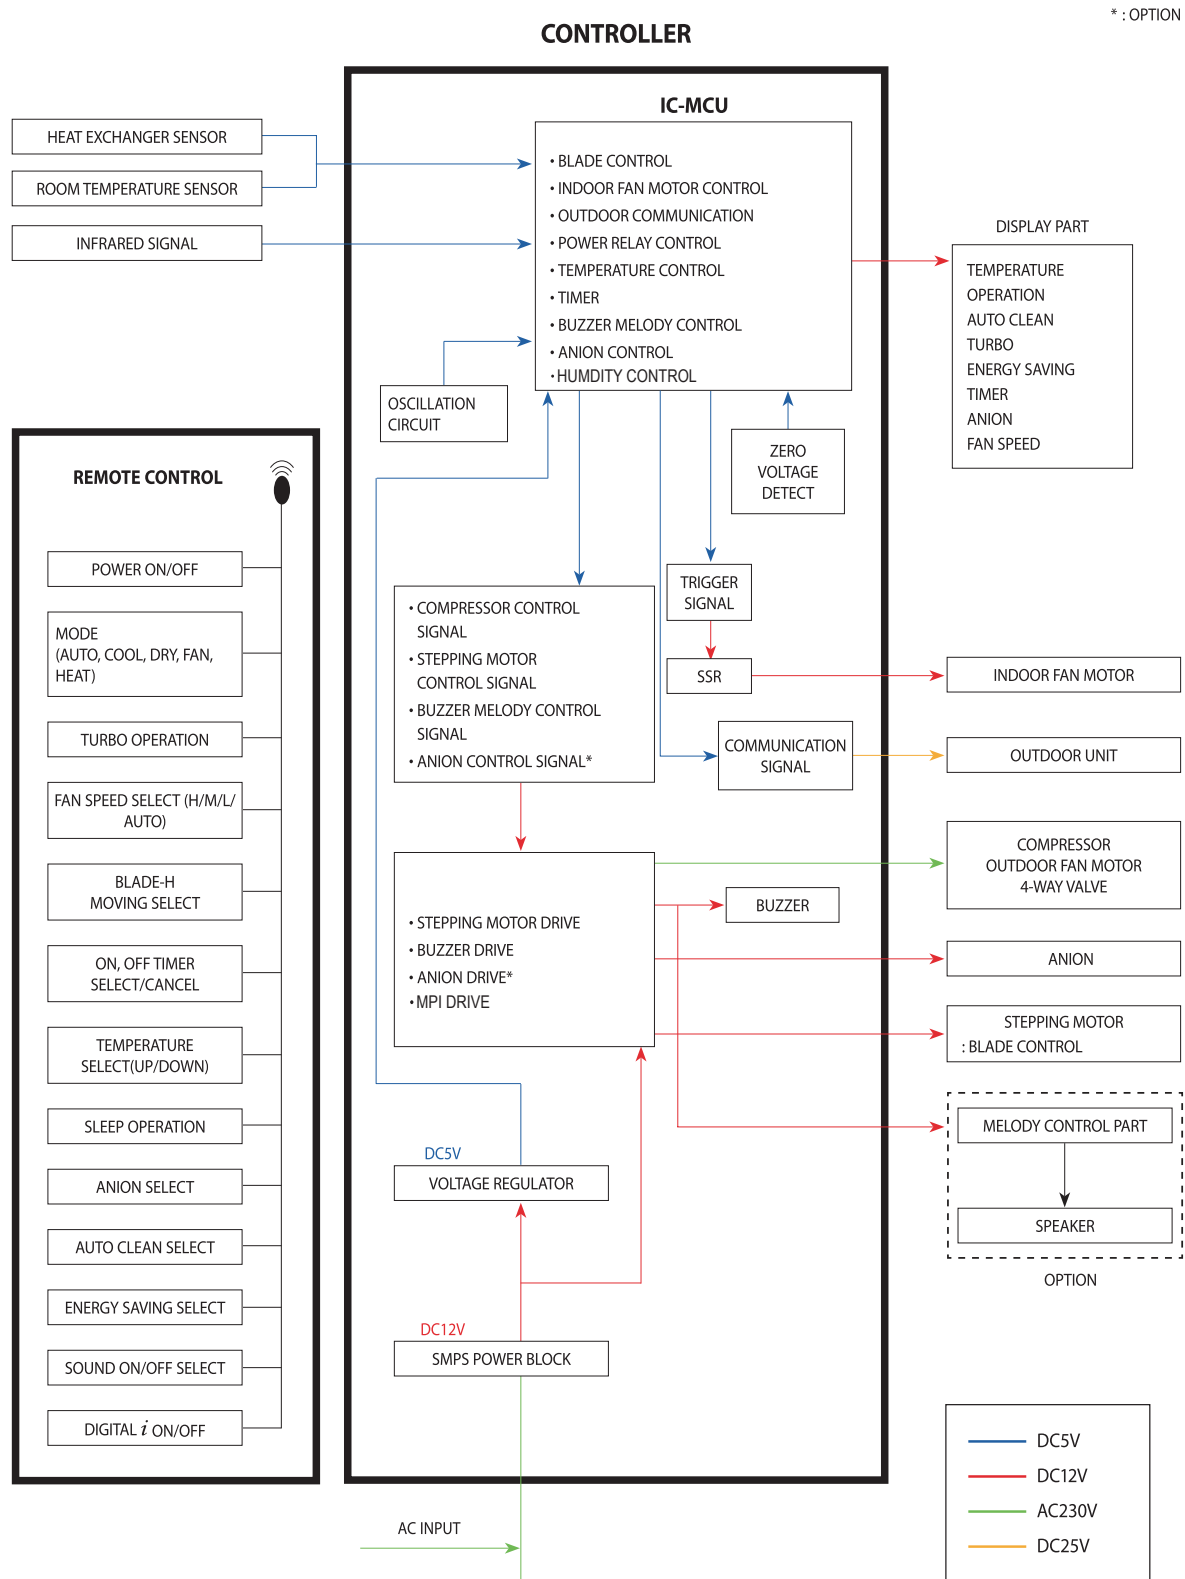 * : OPTION
CONTROLLER
IC-MCU
HEAT EXCHANGER SENSOR
ROOM TEMPERATURE SENSOR
INFRARED SIGNAL
• BLADE CONTROL
• INDOOR FAN MOTOR CONTROL
• OUTDOOR COMMUNICATION
• POWER RELAY CONTROL
• TEMPERATURE CONTROL
• TIMER
• BUZZER MELODY CONTROL
• ANION CONTROL
• HUMDITY CONTROL
DISPLAY PART
TEMPERATURE
OPERATION
AUTO CLEAN
TURBO
ENERGY SAVING
TIMER
ANION
FAN SPEED
OSCILLATION
CIRCUIT
ZERO
VOLTAGE
DETECT
REMOTE CONTROL
POWER ON/OFF
MODE
(AUTO, COOL, DRY, FAN,
HEAT)
TURBO OPERATION
FAN SPEED SELECT (H/M/L/
AUTO)
BLADE-H
MOVING SELECT
ON, OFF TIMER
SELECT/CANCEL
TEMPERATURE
SELECT(UP/DOWN)
SLEEP OPERATION
ANION SELECT
AUTO CLEAN SELECT
ENERGY SAVING SELECT
SOUND ON/OFF SELECT
DIGITAL i ON/OFF
• COMPRESSOR CONTROL
SIGNAL
• STEPPING MOTOR
CONTROL SIGNAL
• BUZZER MELODY CONTROL
SIGNAL
• ANION CONTROL SIGNAL*
TRIGGER
SIGNAL
SSR
INDOOR FAN MOTOR
COMMUNICATION
SIGNAL
OUTDOOR UNIT
• STEPPING MOTOR DRIVE
• BUZZER DRIVE
• ANION DRIVE*
• MPI DRIVE
COMPRESSOR
OUTDOOR FAN MOTOR
4-WAY VALVE
BUZZER
ANION
STEPPING MOTOR
: BLADE CONTROL
MELODY CONTROL PART
SPEAKER
OPTION
DC5V
VOLTAGE REGULATOR
DC12V
SMPS POWER BLOCK
AC INPUT
DC5V
DC12V
AC230V
DC25V